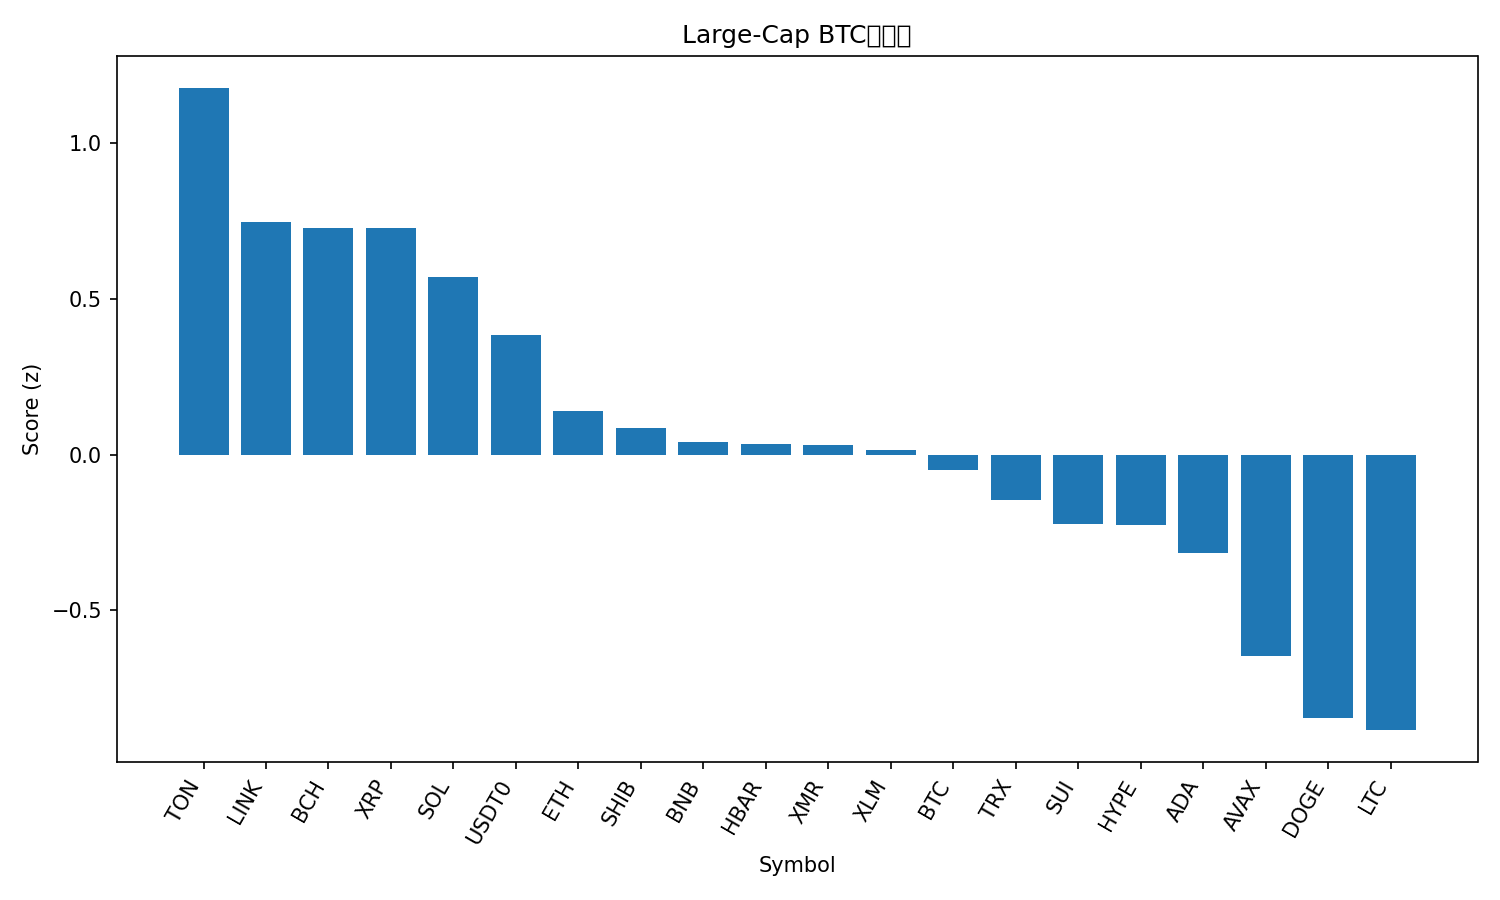 Large-Cap BTC
1.0
0.5
0.0
−0.5
Score (z)
TON
LINK
BCH
XRP
SOL
USDT0
ETH
SHIB
BNB
HBAR
XMR
XLM
BTC
TRX
SUI
HYPE
ADA
AVAX
DOGE
LTC
Symbol